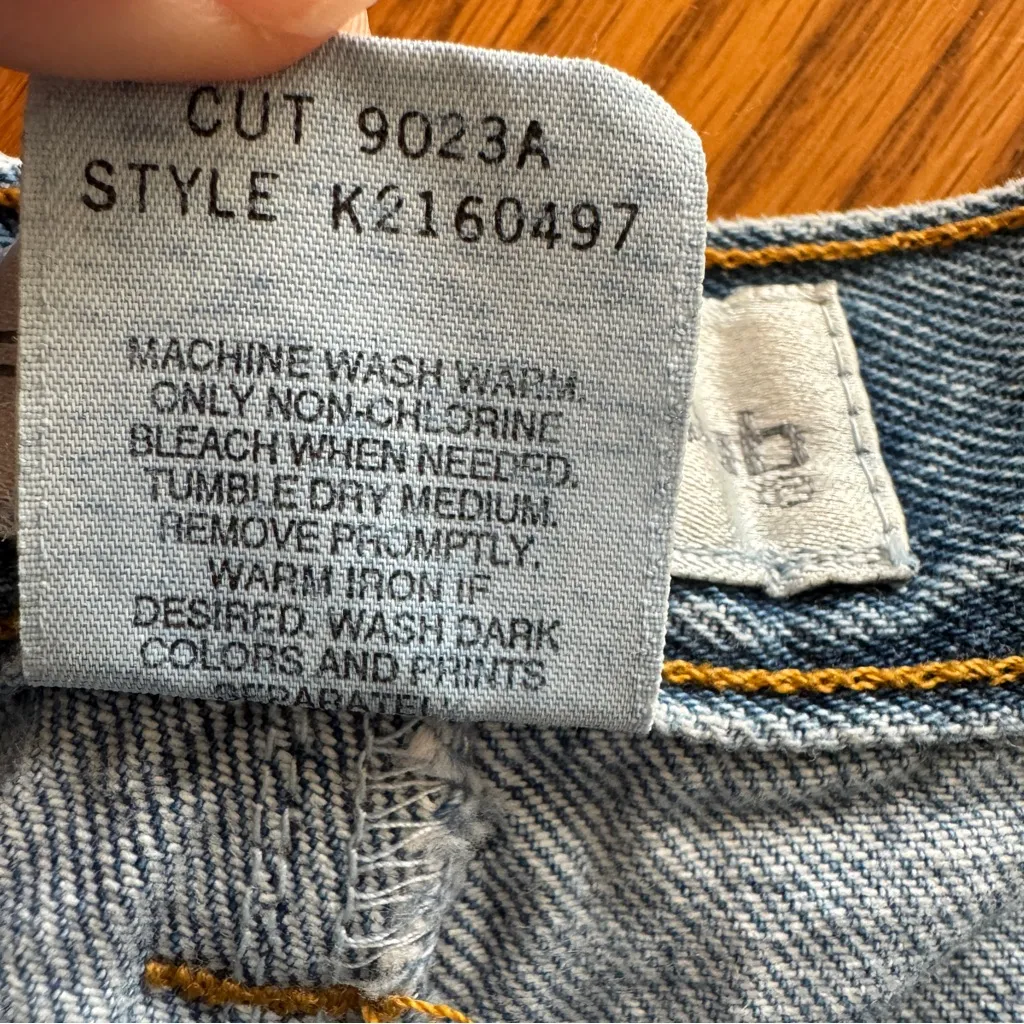 CUT 9023A
STYLE K2160497
MACHINE WASH WARM.
ONLY NON-CHLORINE
BLEACH WHEN NEEDED.
TUMBLE DRY MEDIUM.
REMOVE PROMPTLY.
WARM IRON IF
DESIRED. WASH DARK
COLORS AND PRINTS